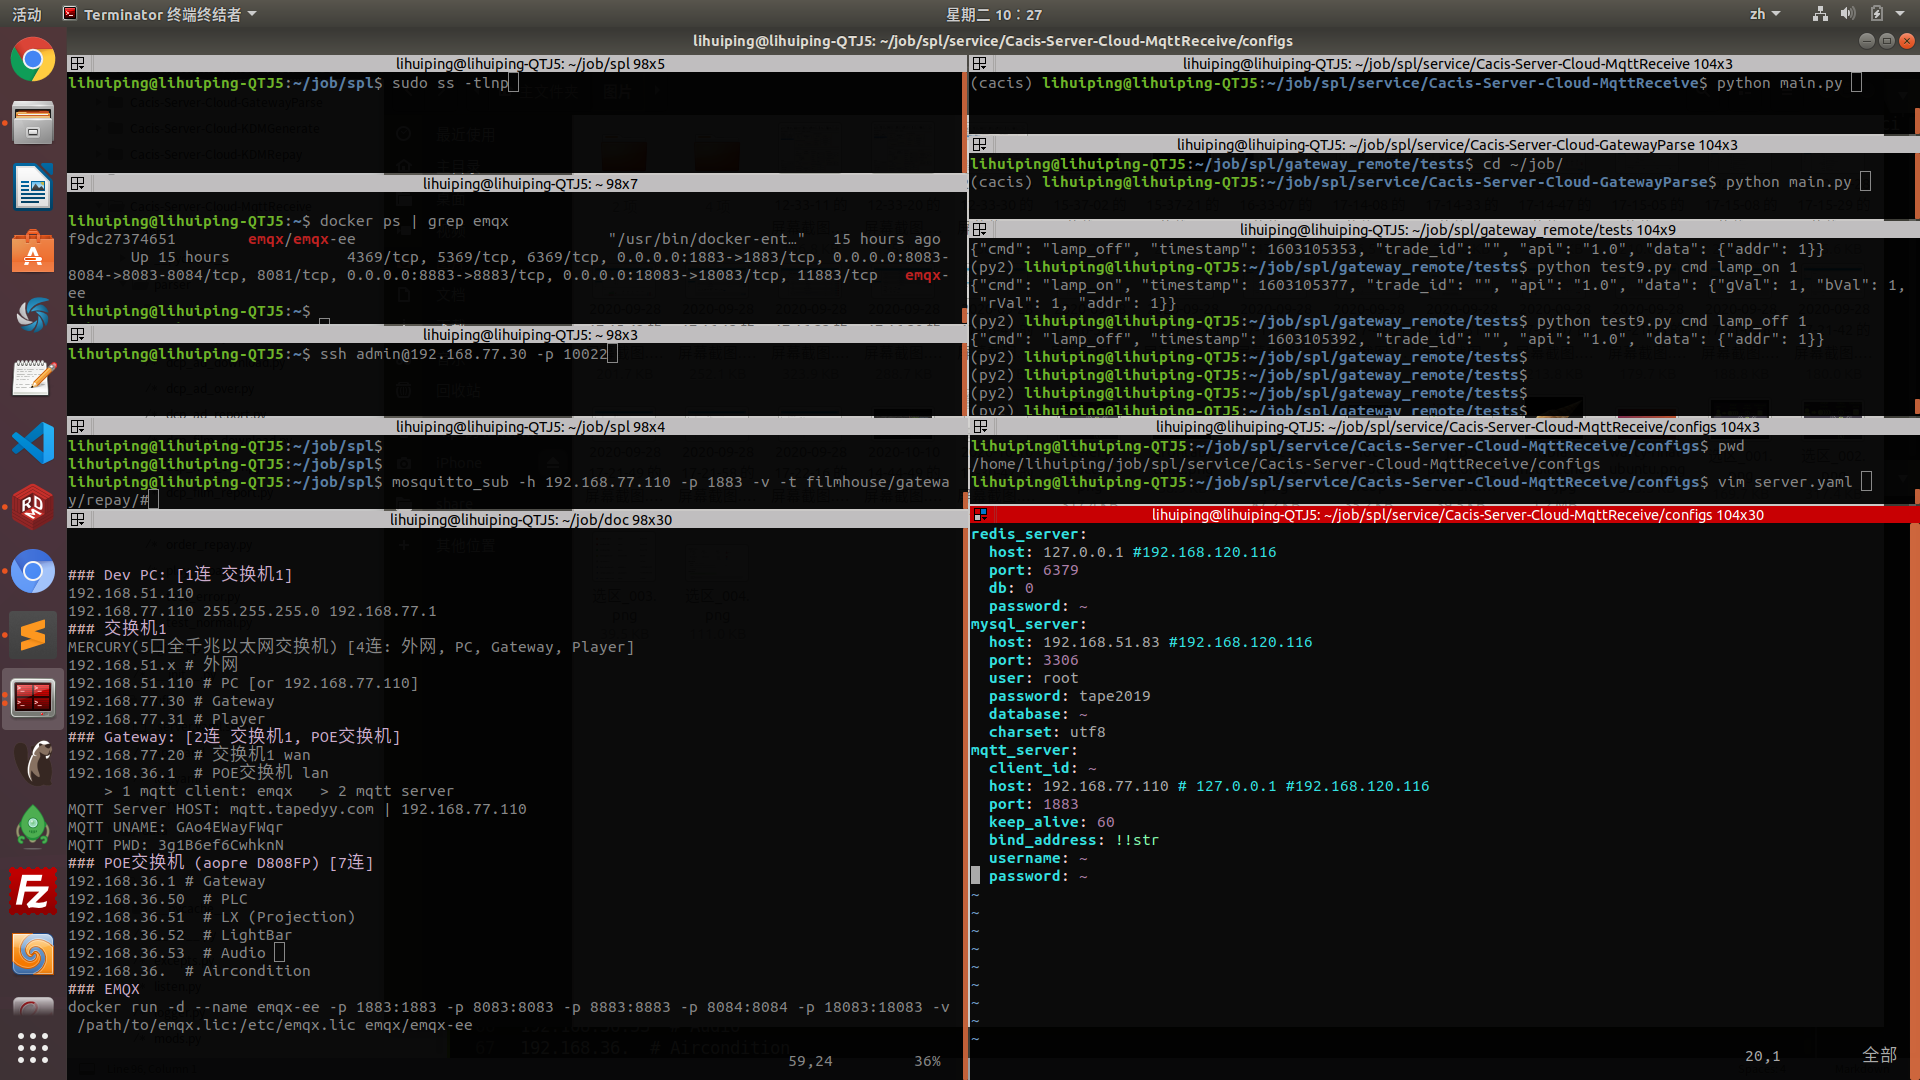 活动
Terminator 终端终结者
星期二 10：27
zh
lihuiping@lihuiping-QTJ5: ~/job/spl/service/Cacis-Server-Cloud-MqttReceive/configs
lihuiping@lihuiping-QTJ5: ~/job/spl 98x5
lihuiping@lihuiping-QTJ5:~/job/spl$ sudo ss -tlnp
lihuiping@lihuiping-QTJ5: ~ 98x7
lihuiping@lihuiping-QTJ5:~$ docker ps | grep emqx
f9dc27374651        emqx/emqx-ee                            "/usr/bin/docker-ent…"   15 hours ago
       Up 15 hours             4369/tcp, 5369/tcp, 6369/tcp, 0.0.0.0:1883->1883/tcp, 0.0.0.0:8083-
8084->8083-8084/tcp, 8081/tcp, 0.0.0.0:8883->8883/tcp, 0.0.0.0:18083->18083/tcp, 11883/tcp   emqx-
ee
lihuiping@lihuiping-QTJ5:~$
lihuiping@lihuiping-QTJ5: ~ 98x3
lihuiping@lihuiping-QTJ5:~$ ssh admin@192.168.77.30 -p 10022
lihuiping@lihuiping-QTJ5: ~/job/spl 98x4
lihuiping@lihuiping-QTJ5:~/job/spl$
lihuiping@lihuiping-QTJ5:~/job/spl$
lihuiping@lihuiping-QTJ5:~/job/spl$ mosquitto_sub -h 192.168.77.110 -p 1883 -v -t filmhouse/gatewa
y/repay/#
lihuiping@lihuiping-QTJ5: ~/job/doc 98x30
### Dev PC: [1连 交换机1]
192.168.51.110
192.168.77.110 255.255.255.0 192.168.77.1
### 交换机1
MERCURY(5口全千兆以太网交换机) [4连: 外网, PC, Gateway, Player]
192.168.51.x # 外网
192.168.51.110 # PC [or 192.168.77.110]
192.168.77.30 # Gateway
192.168.77.31 # Player
### Gateway: [2连 交换机1, POE交换机]
192.168.77.20 # 交换机1 wan
192.168.36.1  # POE交换机 lan
    > 1 mqtt client: emqx   > 2 mqtt server
MQTT Server HOST: mqtt.tapedyy.com | 192.168.77.110
MQTT UNAME: GAo4EWayFWqr
MQTT PWD: 3g1B6ef6CwhknN
### POE交换机 (aopre D808FP) [7连]
192.168.36.1 # Gateway
192.168.36.50  # PLC
192.168.36.51  # LX (Projection)
192.168.36.52  # LightBar
192.168.36.53  # Audio
192.168.36.  # Aircondition
### EMQX
docker run -d --name emqx-ee -p 1883:1883 -p 8083:8083 -p 8883:8883 -p 8084:8084 -p 18083:18083 -v
 /path/to/emqx.lic:/etc/emqx.lic emqx/emqx-ee
59,24         36%
lihuiping@lihuiping-QTJ5: ~/job/spl/service/Cacis-Server-Cloud-MqttReceive 104x3
(cacis) lihuiping@lihuiping-QTJ5:~/job/spl/service/Cacis-Server-Cloud-MqttReceive$ python main.py
lihuiping@lihuiping-QTJ5: ~/job/spl/service/Cacis-Server-Cloud-GatewayParse 104x3
lihuiping@lihuiping-QTJ5:~/job/spl/gateway_remote/tests$ cd ~/job/
(cacis) lihuiping@lihuiping-QTJ5:~/job/spl/service/Cacis-Server-Cloud-GatewayParse$ python main.py
lihuiping@lihuiping-QTJ5: ~/job/spl/gateway_remote/tests 104x9
{"cmd": "lamp_off", "timestamp": 1603105353, "trade_id": "", "api": "1.0", "data": {"addr": 1}}
(py2) lihuiping@lihuiping-QTJ5:~/job/spl/gateway_remote/tests$ python test9.py cmd lamp_on 1
{"cmd": "lamp_on", "timestamp": 1603105377, "trade_id": "", "api": "1.0", "data": {"gVal": 1, "bVal": 1,
 "rVal": 1, "addr": 1}}
(py2) lihuiping@lihuiping-QTJ5:~/job/spl/gateway_remote/tests$ python test9.py cmd lamp_off 1
{"cmd": "lamp_off", "timestamp": 1603105392, "trade_id": "", "api": "1.0", "data": {"addr": 1}}
(py2) lihuiping@lihuiping-QTJ5:~/job/spl/gateway_remote/tests$
(py2) lihuiping@lihuiping-QTJ5:~/job/spl/gateway_remote/tests$
(py2) lihuiping@lihuiping-QTJ5:~/job/spl/gateway_remote/tests$
(py2) lihuiping@lihuiping-QTJ5:~/job/spl/gateway_remote/tests$
lihuiping@lihuiping-QTJ5: ~/job/spl/service/Cacis-Server-Cloud-MqttReceive/configs 104x3
lihuiping@lihuiping-QTJ5:~/job/spl/service/Cacis-Server-Cloud-MqttReceive/configs$ pwd
/home/lihuiping/job/spl/service/Cacis-Server-Cloud-MqttReceive/configs
lihuiping@lihuiping-QTJ5:~/job/spl/service/Cacis-Server-Cloud-MqttReceive/configs$ vim server.yaml
lihuiping@lihuiping-QTJ5: ~/job/spl/service/Cacis-Server-Cloud-MqttReceive/configs 104x30
redis_server:
  host: 127.0.0.1 #192.168.120.116
  port: 6379
  db: 0
  password: ~
mysql_server:
  host: 192.168.51.83 #192.168.120.116
  port: 3306
  user: root
  password: tape2019
  database: ~
  charset: utf8
mqtt_server:
  client_id: ~
  host: 192.168.77.110 # 127.0.0.1 #192.168.120.116
  port: 1883
  keep_alive: 60
  bind_address: !!str
  username: ~
  password: ~
~
~
~
~
~
~
~
~
~
20,1         全部